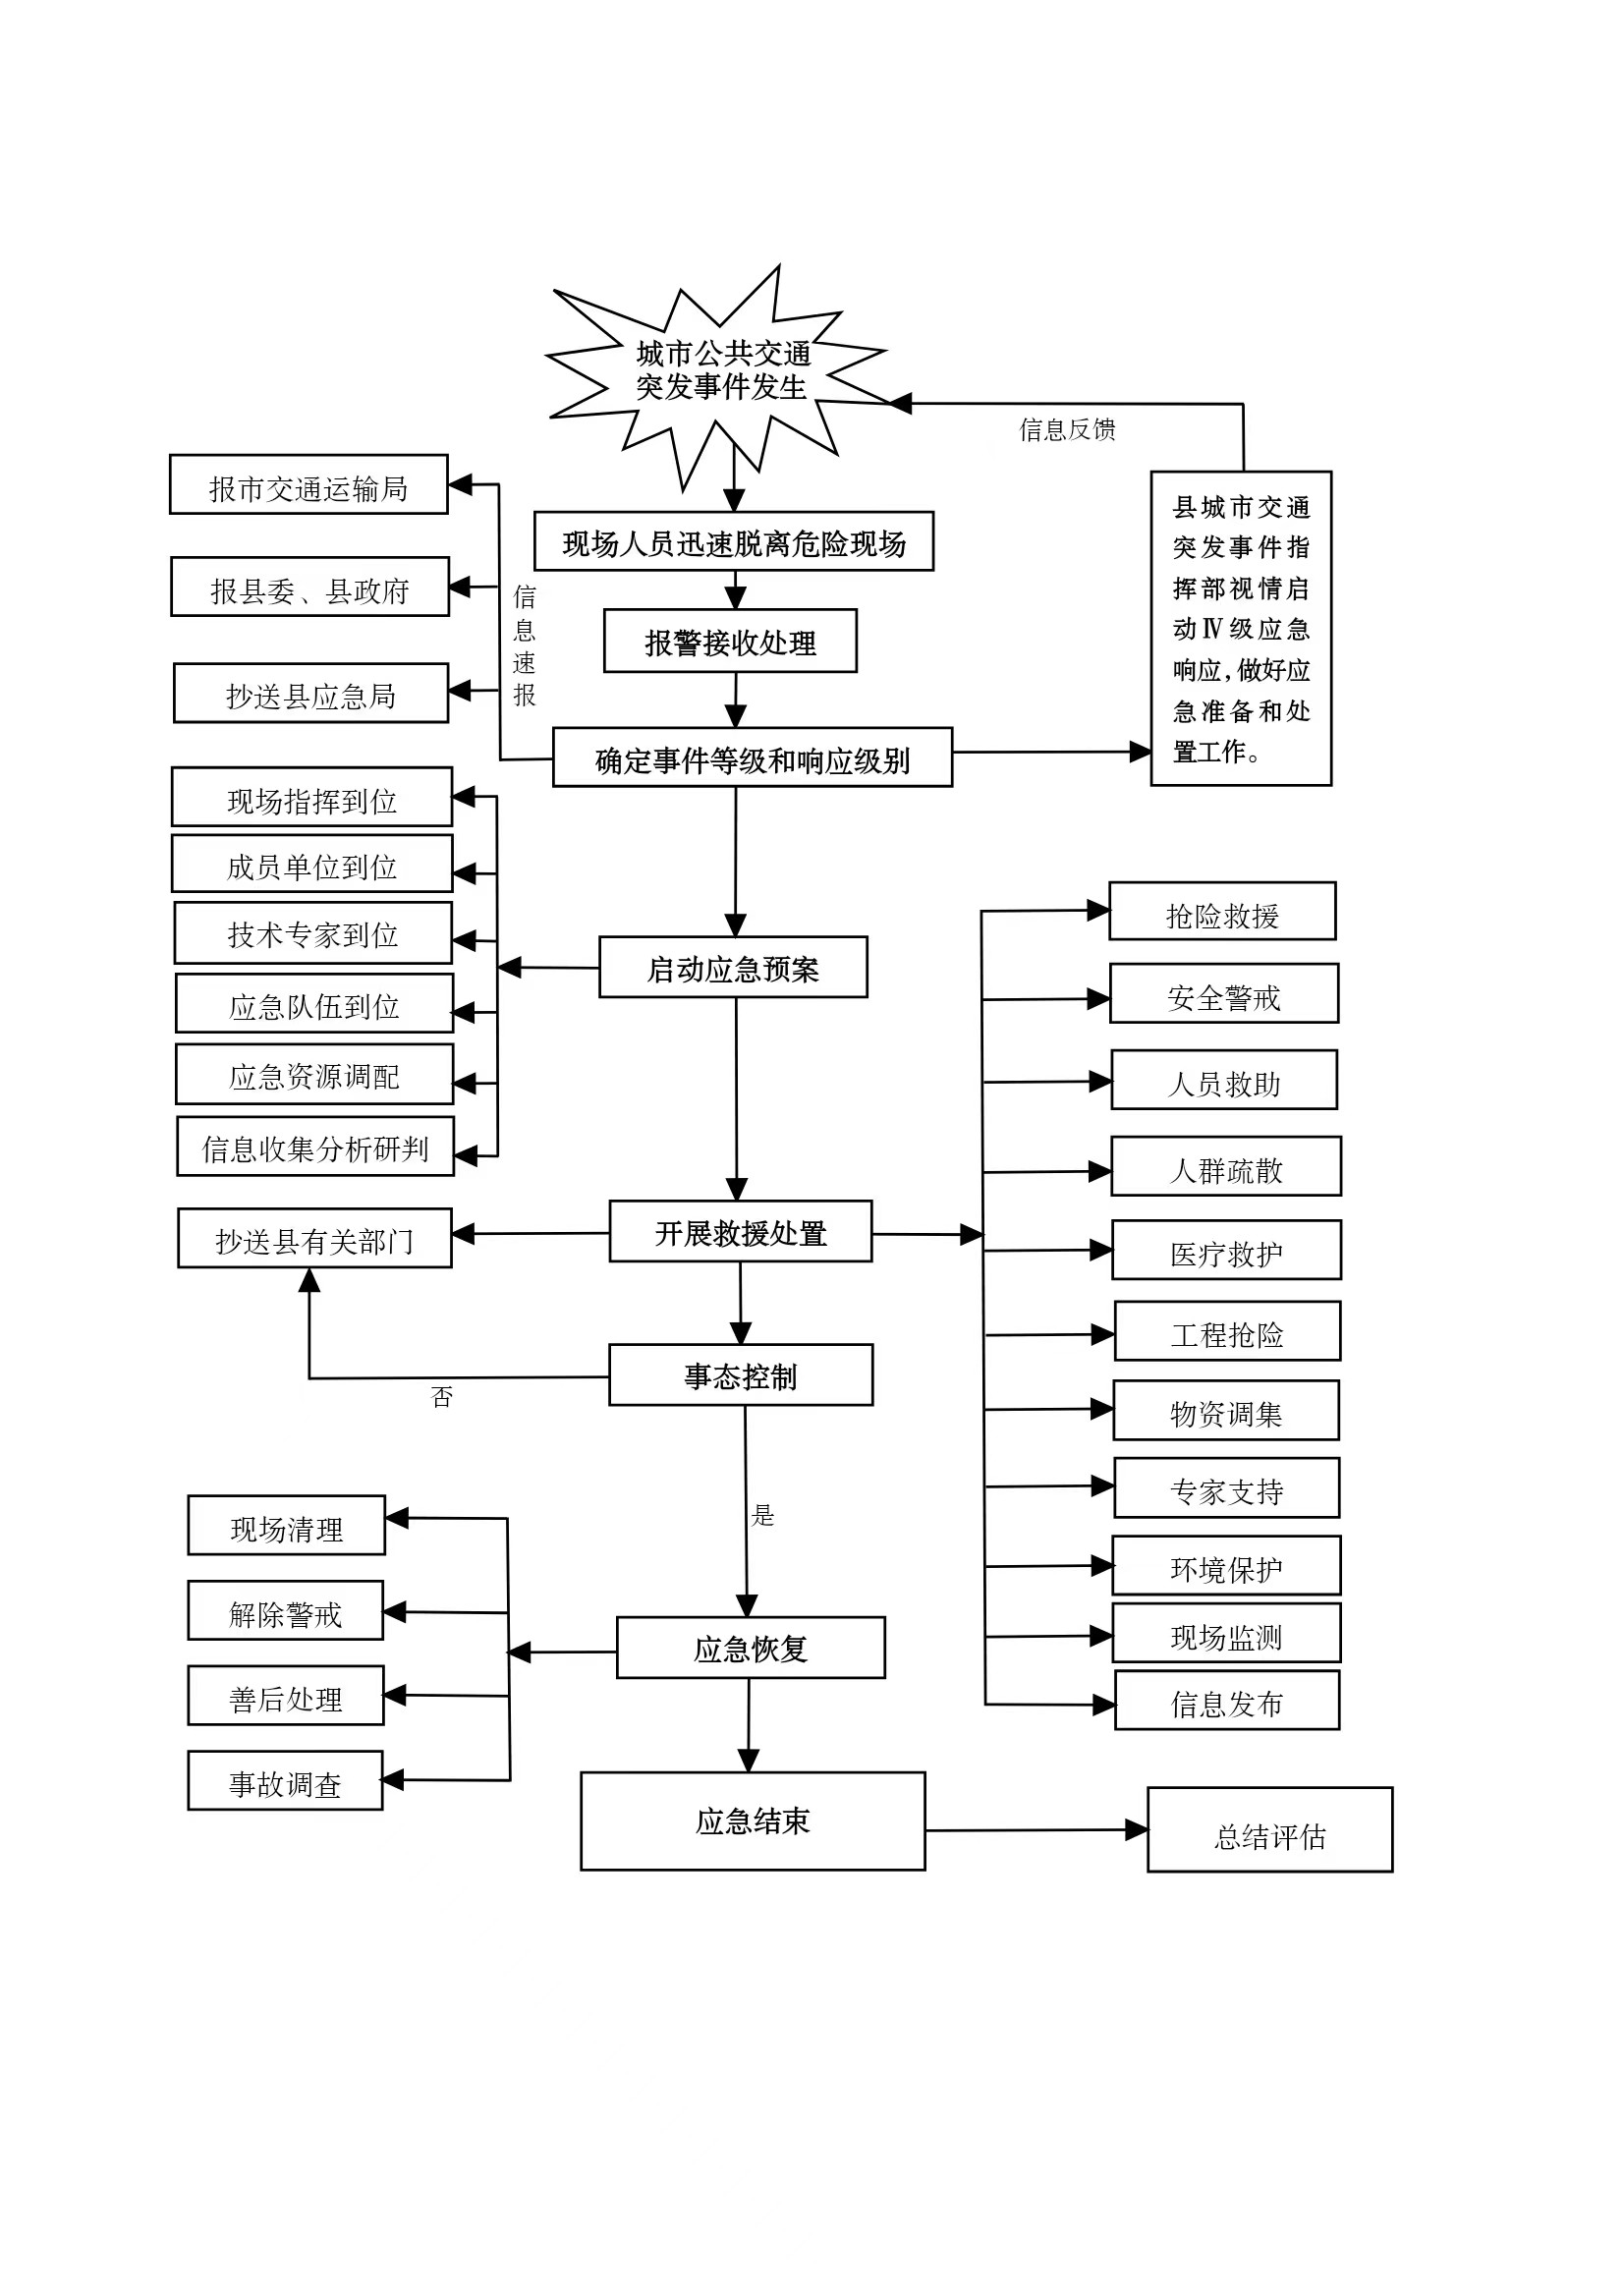 城市公共交通
突发事件发生
信息反馈
报市交通运输局
县城市交通
突发事件指
挥部视情启
动Ⅳ级应急
响应，做好应
急准备和处
置工作。
现场人员迅速脱离危险现场
报县委、县政府
信
息
速
报
报警接收处理
抄送县应急局
确定事件等级和响应级别
现场指挥到位
成员单位到位
技术专家到位
应急队伍到位
应急资源调配
信息收集分析研判
启动应急预案
抢险救援
安全警戒
人员救助
人群疏散
医疗救护
工程抢险
物资调集
专家支持
环境保护
现场监测
信息发布
抄送县有关部门
开展救援处置
事态控制
否
是
现场清理
解除警戒
善后处理
事故调查
应急恢复
应急结束
总结评估